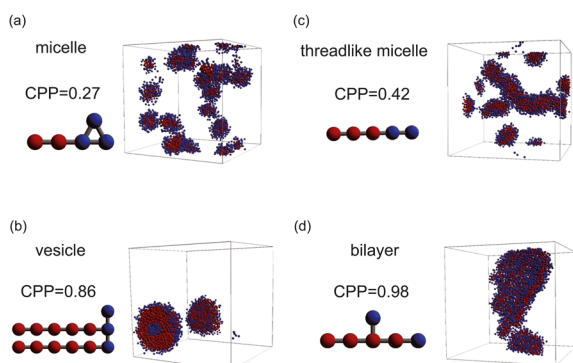 (a)
micelle
CPP=0.27
(c)
threadlike micelle
CPP=0.42
(b)
vesicle
CPP=0.86
(d)
bilayer
CPP=0.98